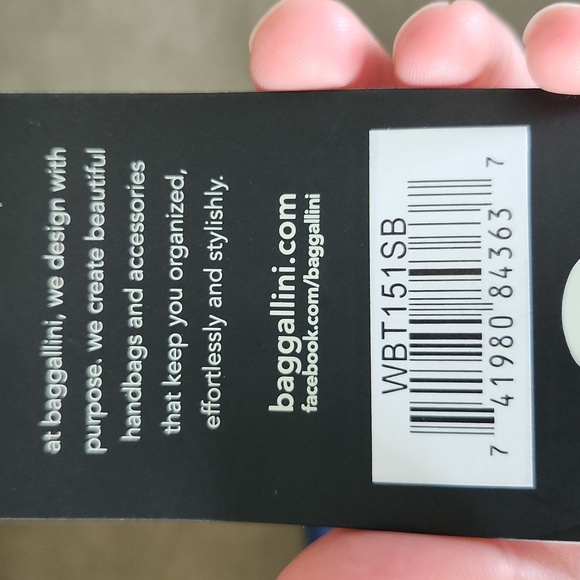 at baggallini, we design with
purpose. we create beautiful
handbags and accessories
that keep you organized,
effortlessly and stylishly.
baggallini.com
facebook.com/baggallini
WBT151SB
7 41980 84363 7